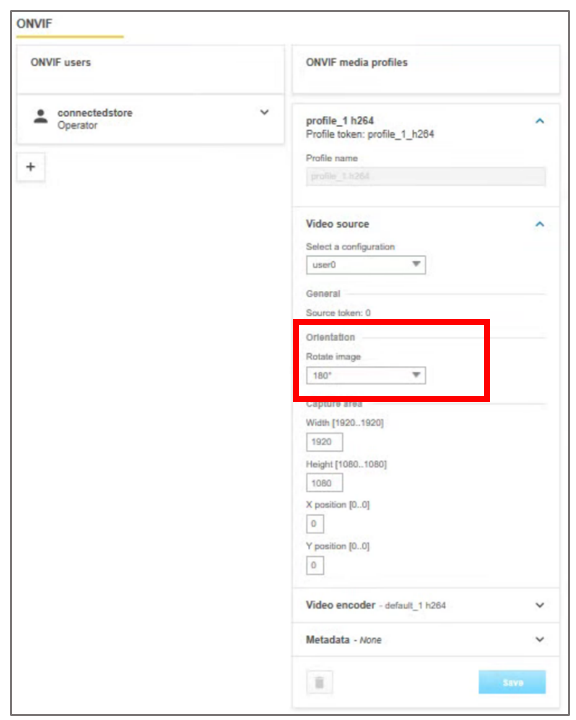 ONVIF
ONVIF users
connectedstore
Operator
+
ONVIF media profiles
profile_1 h264
Profile token: profile_1_h264
Profile name
profile_1 h264
Video source
Select a configuration
user0
General
Source token: 0
Orientation
Rotate image
180°
Capture area
Width [1920..1920]
1920
Height [1080..1080]
1080
X position [0..0]
0
Y position [0..0]
0
Video encoder - default_1 h264
Metadata - None
Save